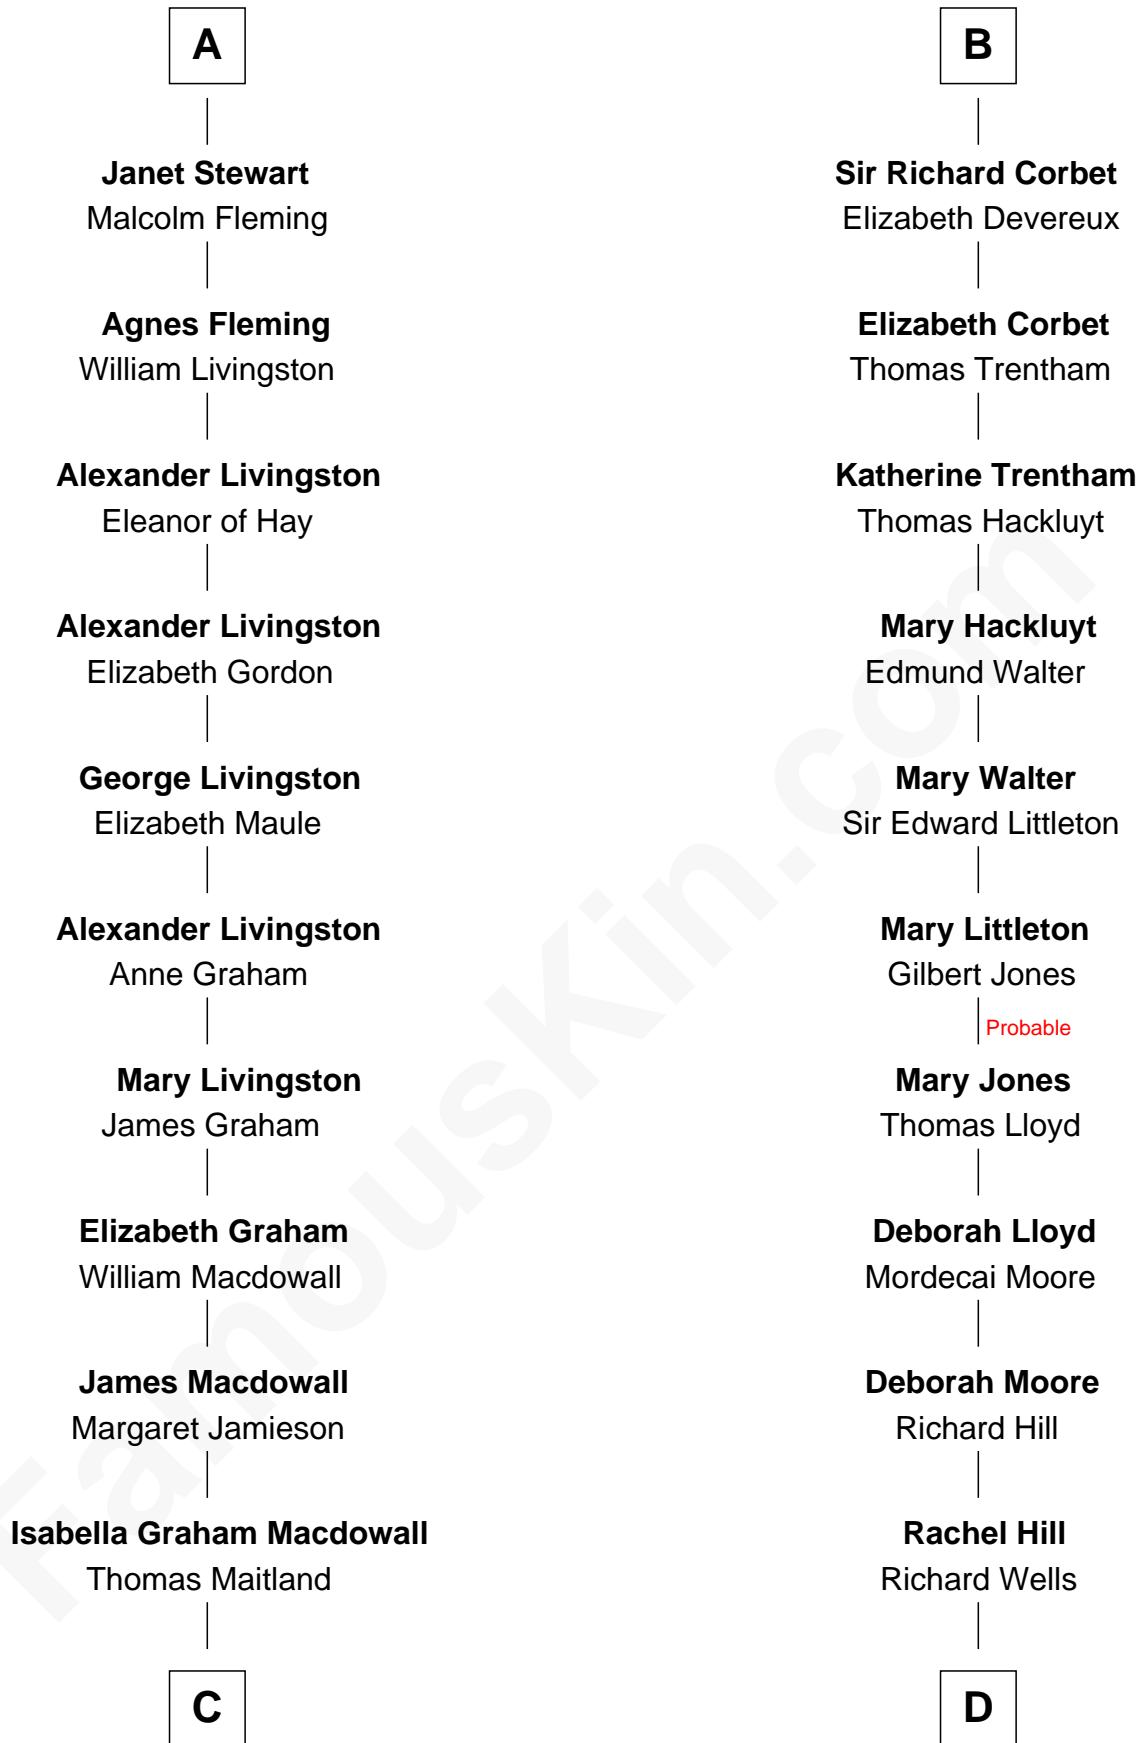 A
Janet Stewart
Malcolm Fleming
Agnes Fleming
William Livingston
Alexander Livingston
Eleanor of Hay
Alexander Livingston
Elizabeth Gordon
George Livingston
Elizabeth Maule
Alexander Livingston
Anne Graham
Mary Livingston
James Graham
Elizabeth Graham
William Macdowall
James Macdowall
Margaret Jamieson
Isabella Graham Macdowall
Thomas Maitland
C
B
Sir Richard Corbet
Elizabeth Devereux
Elizabeth Corbet
Thomas Trentham
Katherine Trentham
Thomas Hackluyt
Mary Hackluyt
Edmund Walter
Mary Walter
Sir Edward Littleton
Mary Littleton
Gilbert Jones
Probable
Mary Jones
Thomas Lloyd
Deborah Lloyd
Mordecai Moore
Deborah Moore
Richard Hill
Rachel Hill
Richard Wells
D
FamousKin.com